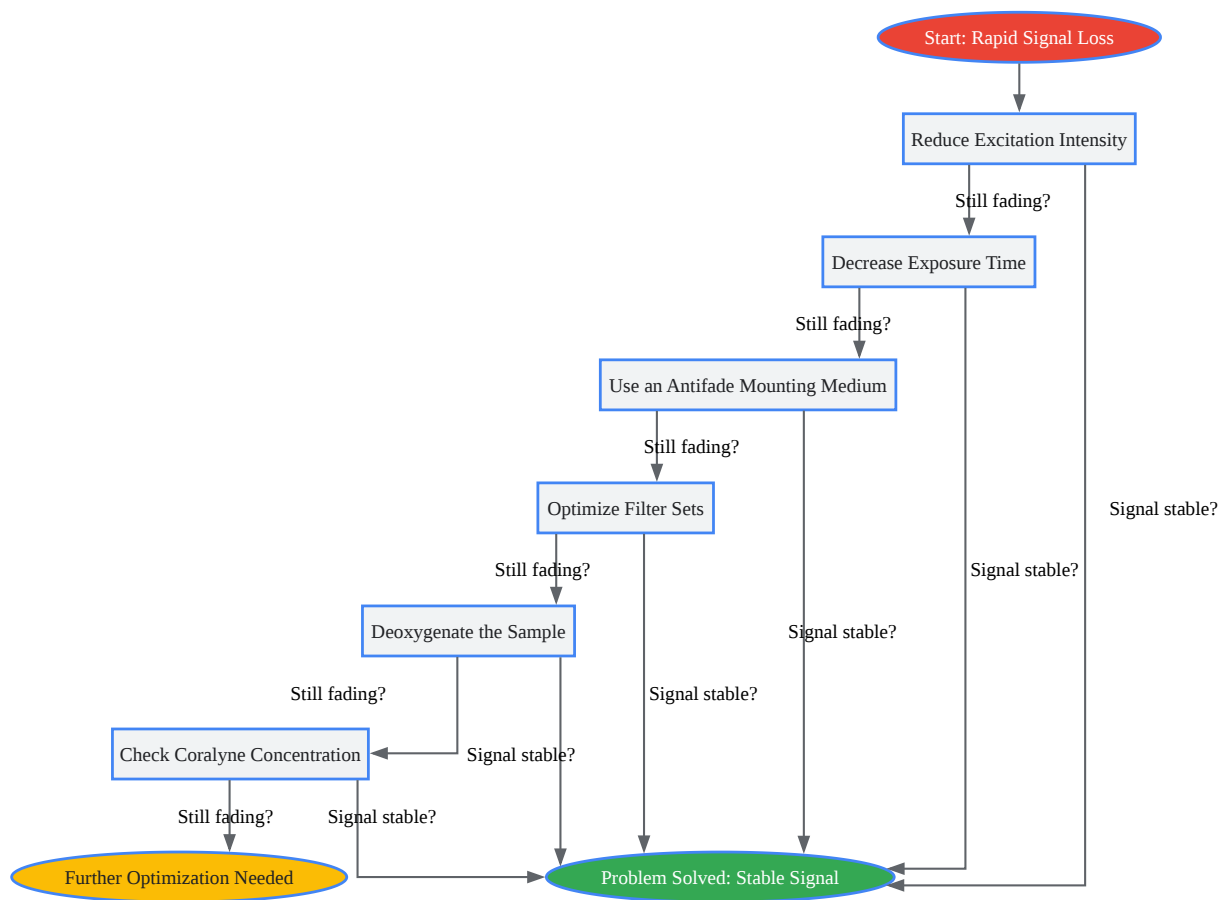 Start: Rapid Signal Loss
Reduce Excitation Intensity
Still fading?
Decrease Exposure Time
Still fading?
Use an Antifade Mounting Medium
Still fading?
Optimize Filter Sets
Signal stable?
Still fading?
Signal stable?
Deoxygenate the Sample
Signal stable?
Still fading?
Signal stable?
Check Coralyne Concentration
Signal stable?
Still fading?
Signal stable?
Further Optimization Needed
Problem Solved: Stable Signal